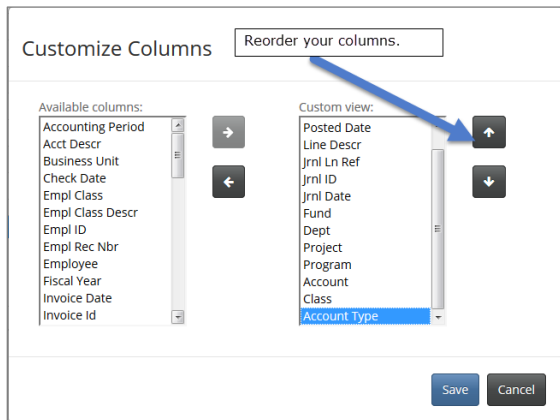 Customize Columns
Reorder your columns.
Available columns:
Accounting Period
Acct Descr
Business Unit
Check Date
Empl Class
Empl Class Descr
Empl ID
Empl Rec Nbr
Employee
Fiscal Year
Invoice Date
Invoice Id
Custom view:
Posted Date
Line Descr
Jrnl Ln Ref
Jrnl ID
Jrnl Date
Fund
Dept
Project
Program
Account
Class
Account Type
Save
Cancel